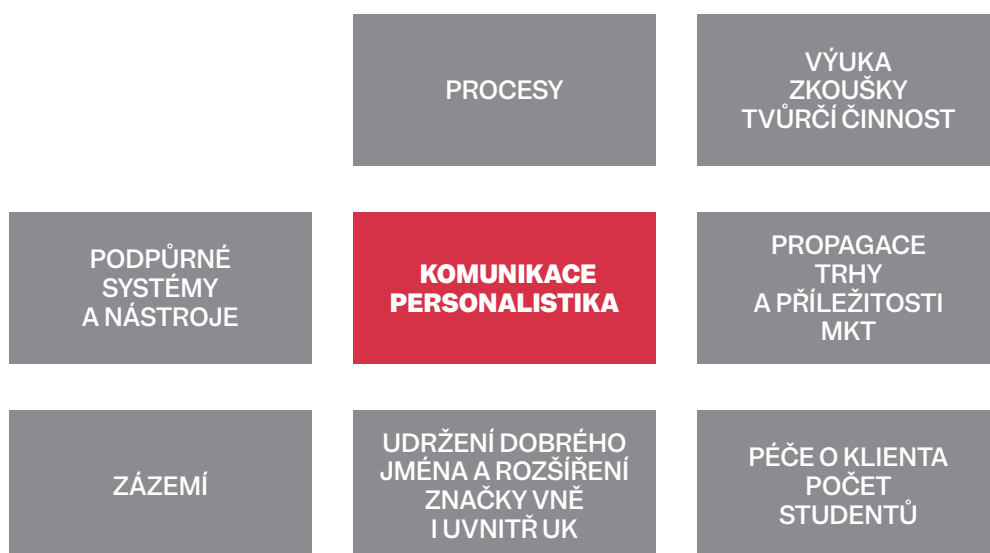 PROCESY
VÝUKA
ZKOUŠKY
TVŮRČÍ ČINNOST
PODPŮRNÉ
SYSTÉMY
A NÁSTROJE
KOMUNIKACE
PERSONALISTIKA
PROPAGACE
TRHY
A PŘÍLEŽITOSTI
MKT
ZÁZEMÍ
UDRŽENÍ DOBRÉHO
JMÉNA A ROZŠÍŘENÍ
ZNAČKY VNĚ
I UVNITŘ UK
PÉČE O KLIENTA
POČET
STUDENTŮ